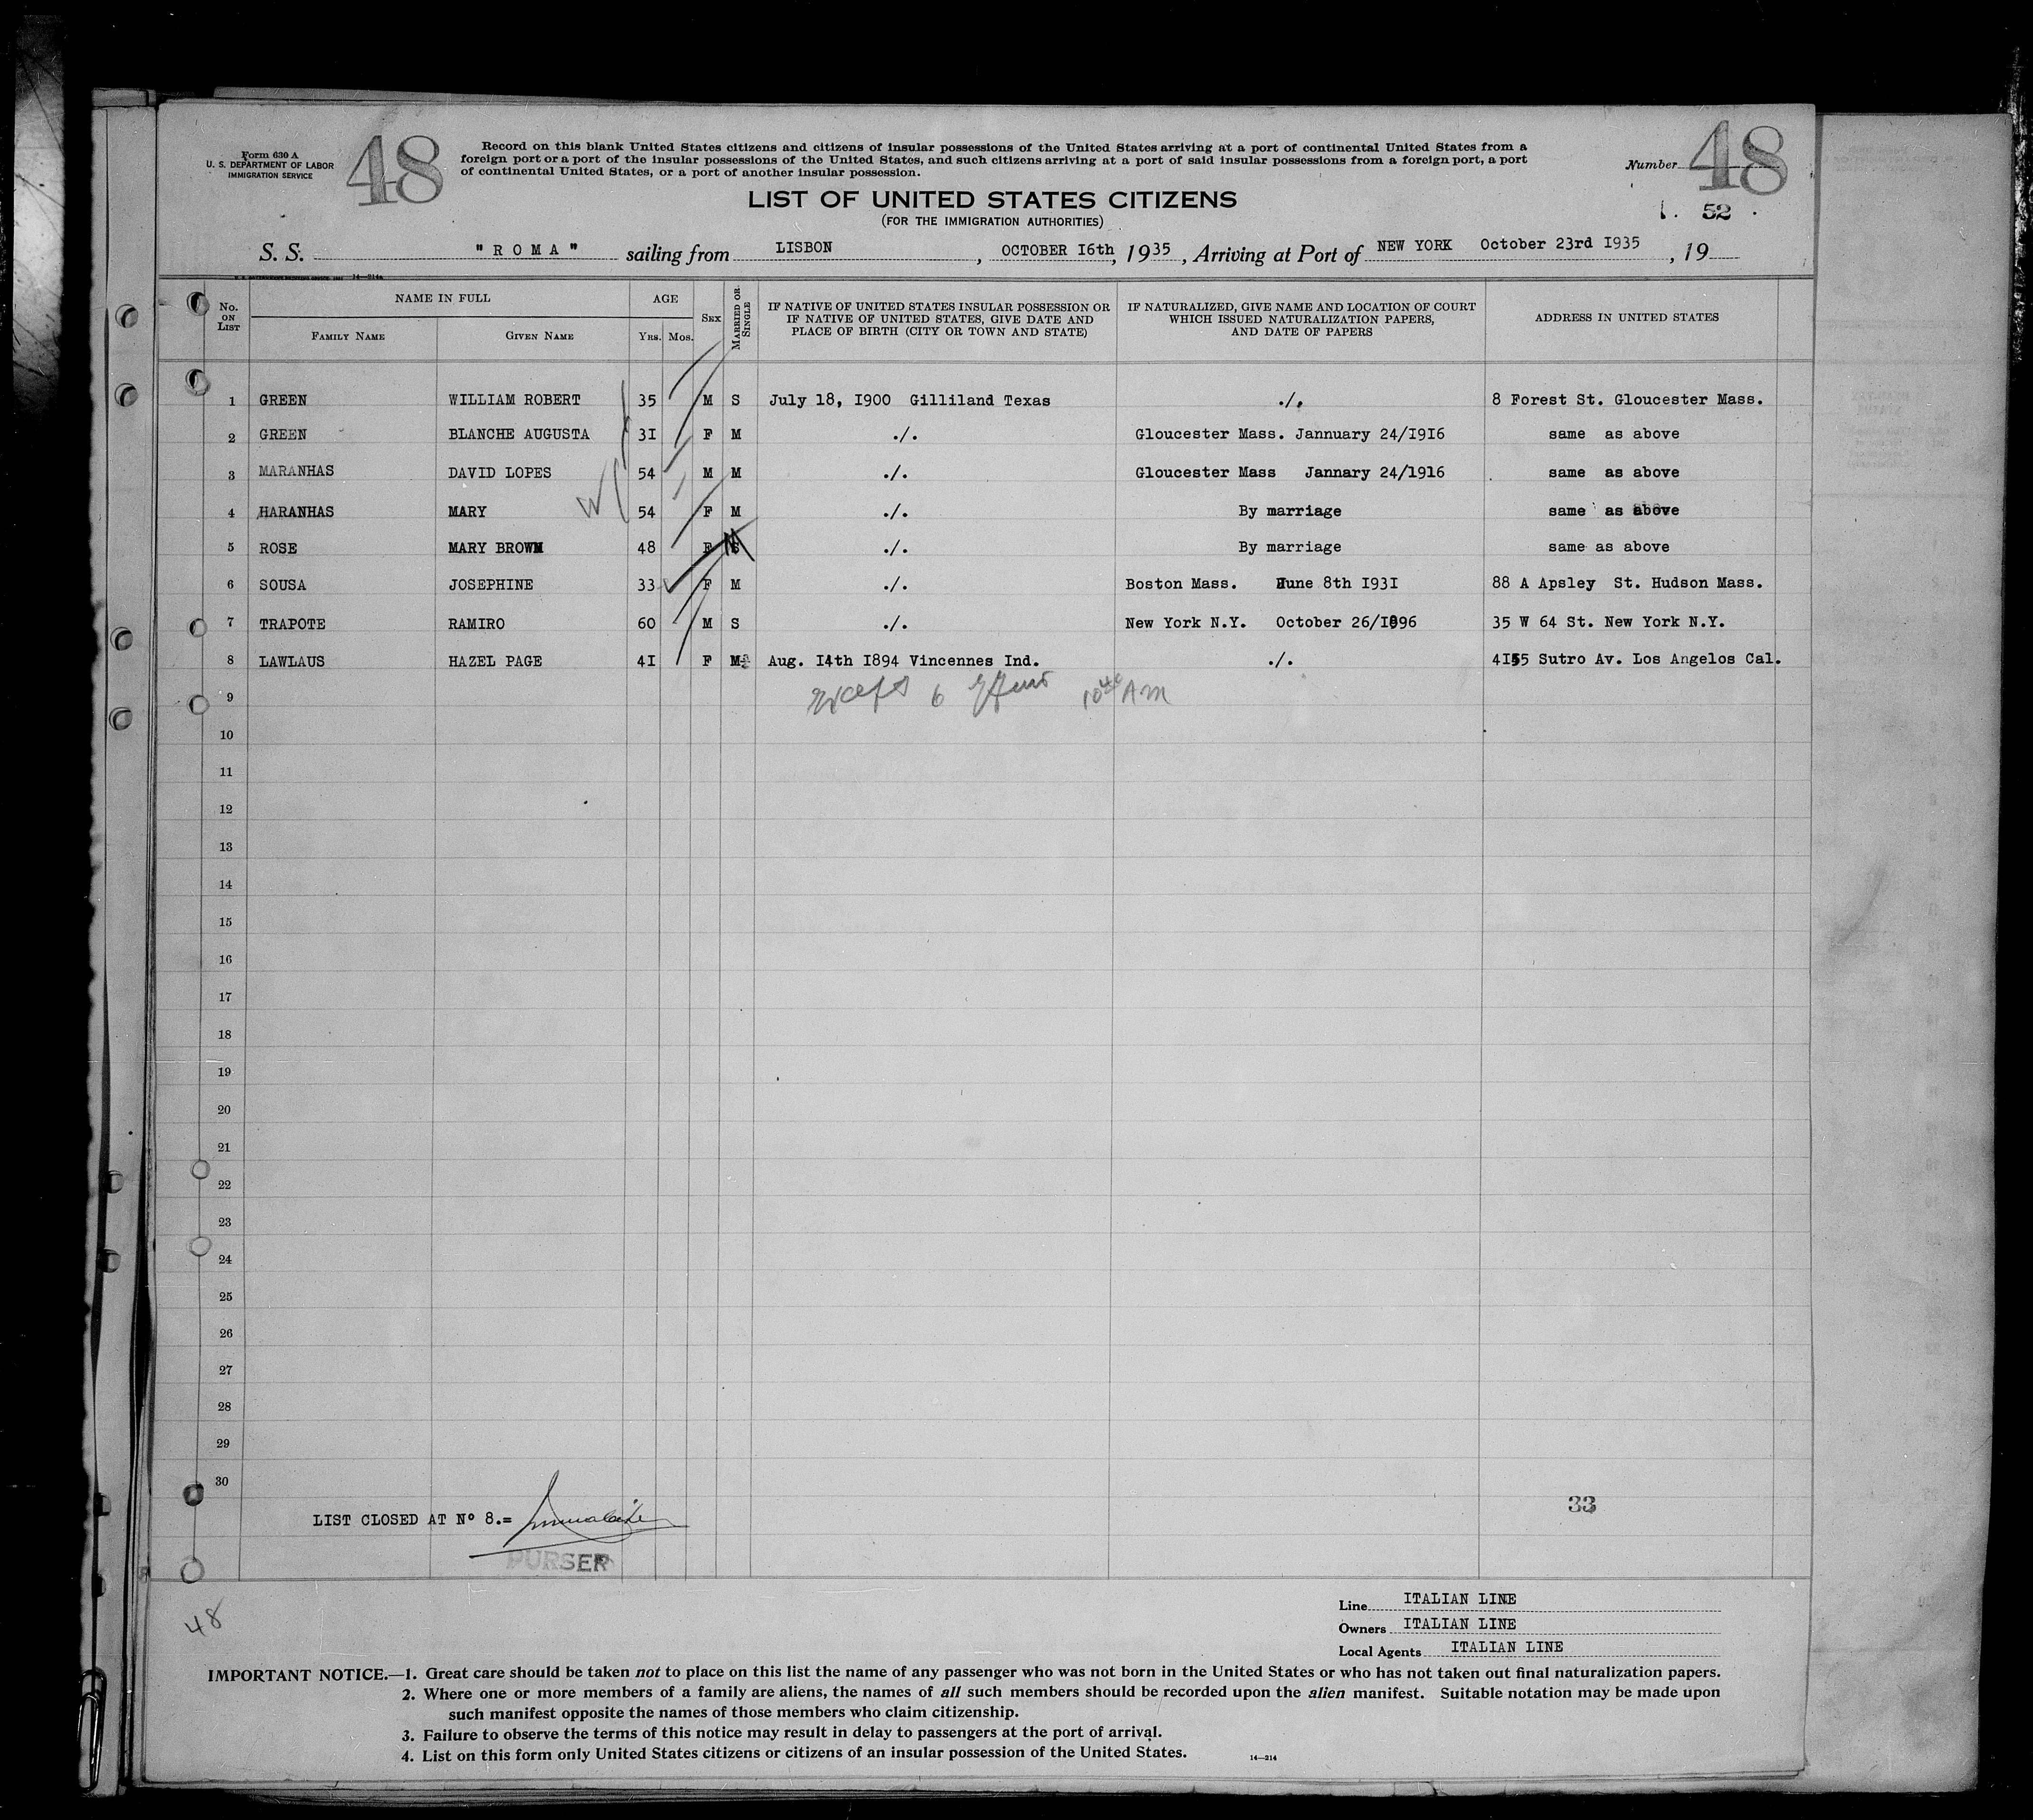 Form 630 A
U. S. DEPARTMENT OF LABOR
IMMIGRATION SERVICE
48
Record on this blank United States citizens and citizens of insular possessions of the United States arriving at a port of continental United States from a
foreign port or a port of the insular possessions of the United States, and such citizens arriving at a port of said insular possessions from a foreign port, a port
of continental United States, or a port of another insular possession.
Number 48
52
LIST OF UNITED STATES CITIZENS
(FOR THE IMMIGRATION AUTHORITIES)
S. S. "ROMA" sailing from LISBON, OCTOBER I6th, 1935, Arriving at Port of NEW YORK October 23rd I935, 19
14—214a
No. ON LIST NAME IN FULL AGE SEX MARRIED OR SINGLE IF NATIVE OF UNITED STATES INSULAR POSSESSION OR IF NATIVE OF UNITED STATES, GIVE DATE AND PLACE OF BIRTH (CITY OR TOWN AND STATE) IF NATURALIZED, GIVE NAME AND LOCATION OF COURT WHICH ISSUED NATURALIZATION PAPERS, AND DATE OF PAPERS ADDRESS IN UNITED STATES
FAMILY NAME GIVEN NAME YRS. MOS.
1 GREEN WILLIAM ROBERT 35 M S July 18, I900 Gilliland Texas ./. 8 Forest St. Gloucester Mass.
2 GREEN BLANCHE AUGUSTA 3I F M ./. Gloucester Mass. Jannuary 24/I9I6 same as above
3 MARANHAS DAVID LOPES 54 M M ./. Gloucester Mass Jannary 24/1916 same as above
4 HARANHAS MARY 54 F M ./. By marriage same as above
5 ROSE MARY BROWN 48 F M ./. By marriage same as above
6 SOUSA JOSEPHINE 33 F M ./. Boston Mass. June 8th I93I 88 A Apsley St. Hudson Mass.
7 TRAPOTE RAMIRO 60 M S ./. New York N.Y. October 26/I896 35 W 64 St. New York N.Y.
8 LAWLAUS HAZEL PAGE 4I F M Aug. I4th I894 Vincennes Ind. ./. 4I55 Sutro Av. Los Angelos Cal.
6 10 40 AM
9
10
11
12
13
14
15
16
17
18
19
20
21
22
23
24
25
26
27
28
29
30
33
LIST CLOSED AT Nº 8.=
PURSER
48
Line ITALIAN LINE
Owners ITALIAN LINE
Local Agents ITALIAN LINE
IMPORTANT NOTICE.—1. Great care should be taken not to place on this list the name of any passenger who was not born in the United States or who has not taken out final naturalization papers.
2. Where one or more members of a family are aliens, the names of all such members should be recorded upon the alien manifest. Suitable notation may be made upon
such manifest opposite the names of those members who claim citizenship.
3. Failure to observe the terms of this notice may result in delay to passengers at the port of arrival.
4. List on this form only United States citizens or citizens of an insular possession of the United States.
14—214